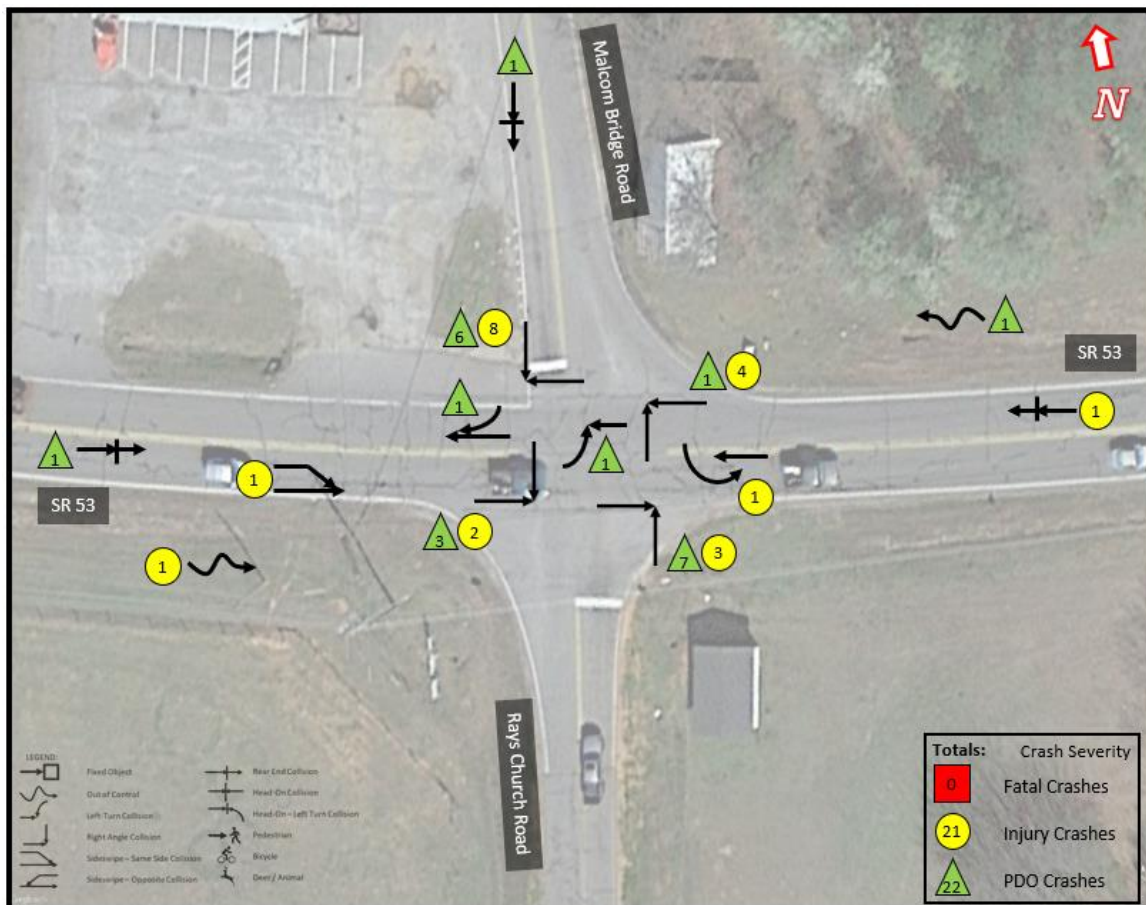 1
Malcom Bridge Road
N
6
8
1
SR 53
1
4
1
1
1
1
SR 53
1
1
1
3
2
7
3
Rays Church Road
LEGEND:
Fixed Object
Rear End Collision
Out of Control
Head-On Collision
Left Turn Collision
Head-On – Left Turn Collision
Right Angle Collision
Pedestrian
Sideswipe – Same Side Collision
Bicycle
Sideswipe – Opposite Collision
Deer / Animal
Totals: Crash Severity
0 Fatal Crashes
21 Injury Crashes
22 PDO Crashes